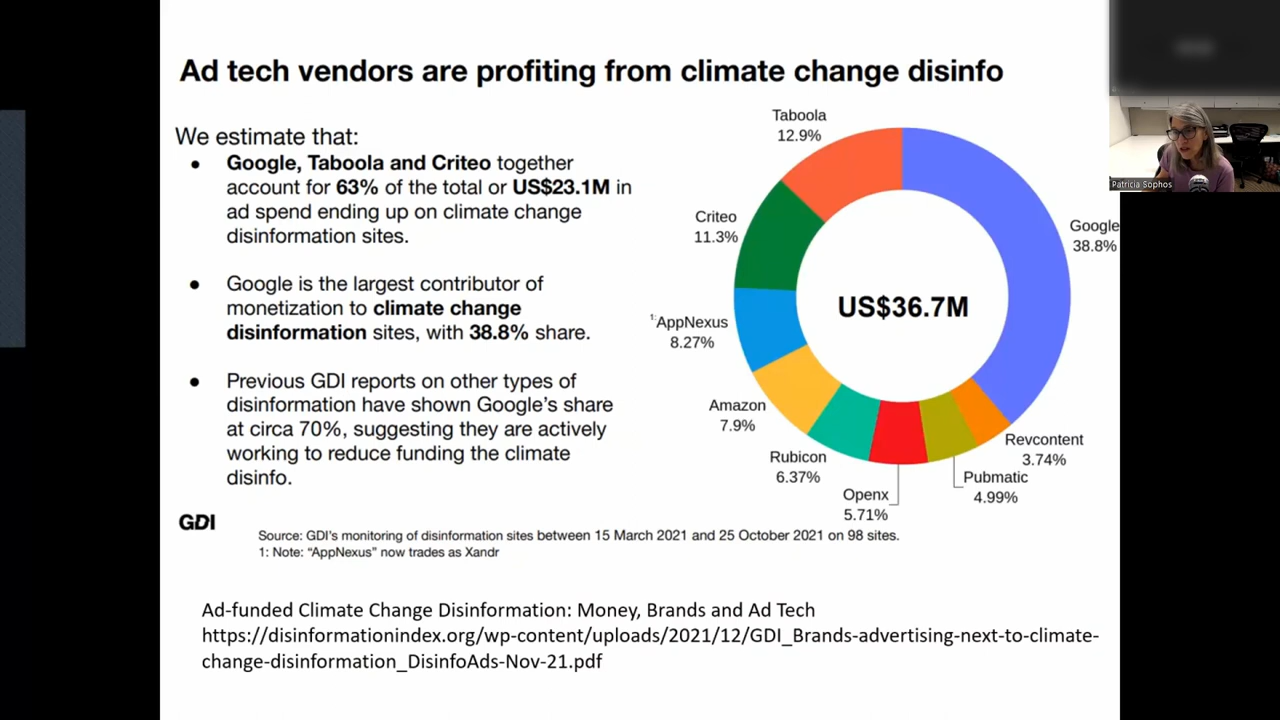 Ad tech vendors are profiting from climate change disinfo
We estimate that:
● Google, Taboola and Criteo together
account for 63% of the total or US$23.1M in
ad spend ending up on climate change
disinformation sites.
● Google is the largest contributor of
monetization to climate change
disinformation sites, with 38.8% share.
● Previous GDI reports on other types of
disinformation have shown Google's share
at circa 70%, suggesting they are actively
working to reduce funding the climate
disinfo.
Taboola
12.9%
Criteo
11.3%
1:AppNexus
8.27%
Amazon
7.9%
Rubicon
6.37%
Openx
5.71%
Pubmatic
4.99%
Revcontent
3.74%
Google
38.8%
US$36.7M
GDI
Source: GDI's monitoring of disinformation sites between 15 March 2021 and 25 October 2021 on 98 sites.
1: Note: “AppNexus” now trades as Xandr
Ad-funded Climate Change Disinformation: Money, Brands and Ad Tech
https://disinformationindex.org/wp-content/uploads/2021/12/GDI_Brands-advertising-next-to-climate-
change-disinformation_DisinfoAds-Nov-21.pdf
Patricia Sophos